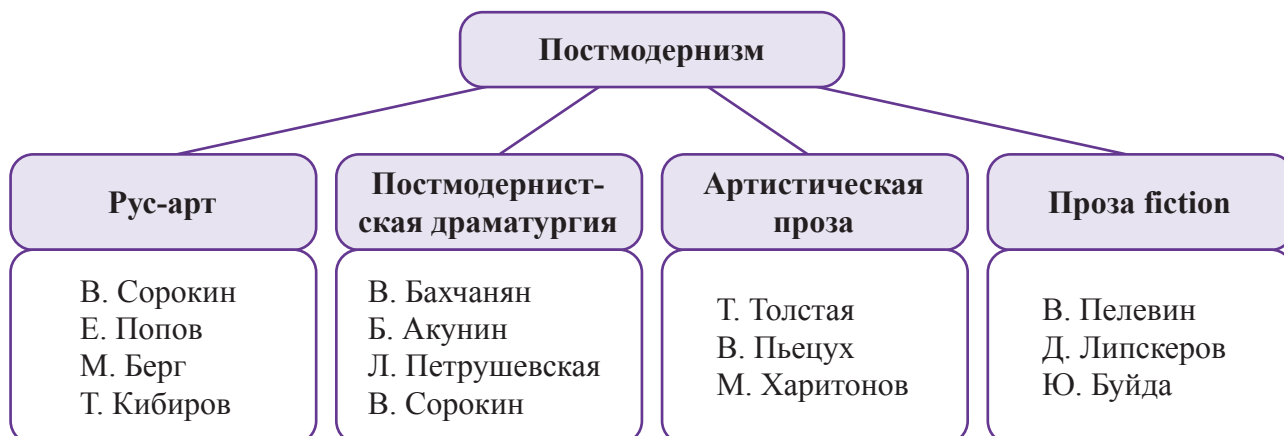 Постмодернизм
Рус-арт
Постмодернист-
ская драматургия
Артистическая
проза
Проза fiction
В. Сорокин
Е. Попов
М. Берг
Т. Кибиров
В. Бахчанян
Б. Акунин
Л. Петрушевская
В. Сорокин
Т. Толстая
В. Пьецух
М. Харитонов
В. Пелевин
Д. Липскеров
Ю. Буйда